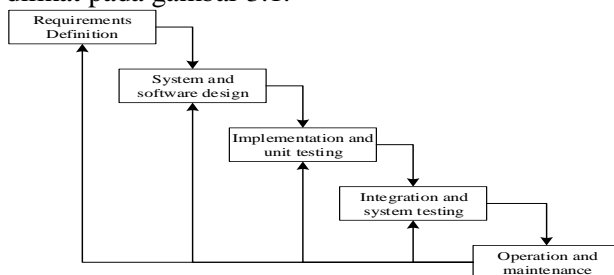 dilihat pada gambar 3.1.
Requirements
Definition
System and
software design
Implementation and
unit testing
Integration and
system testing
Operation and
maintenance